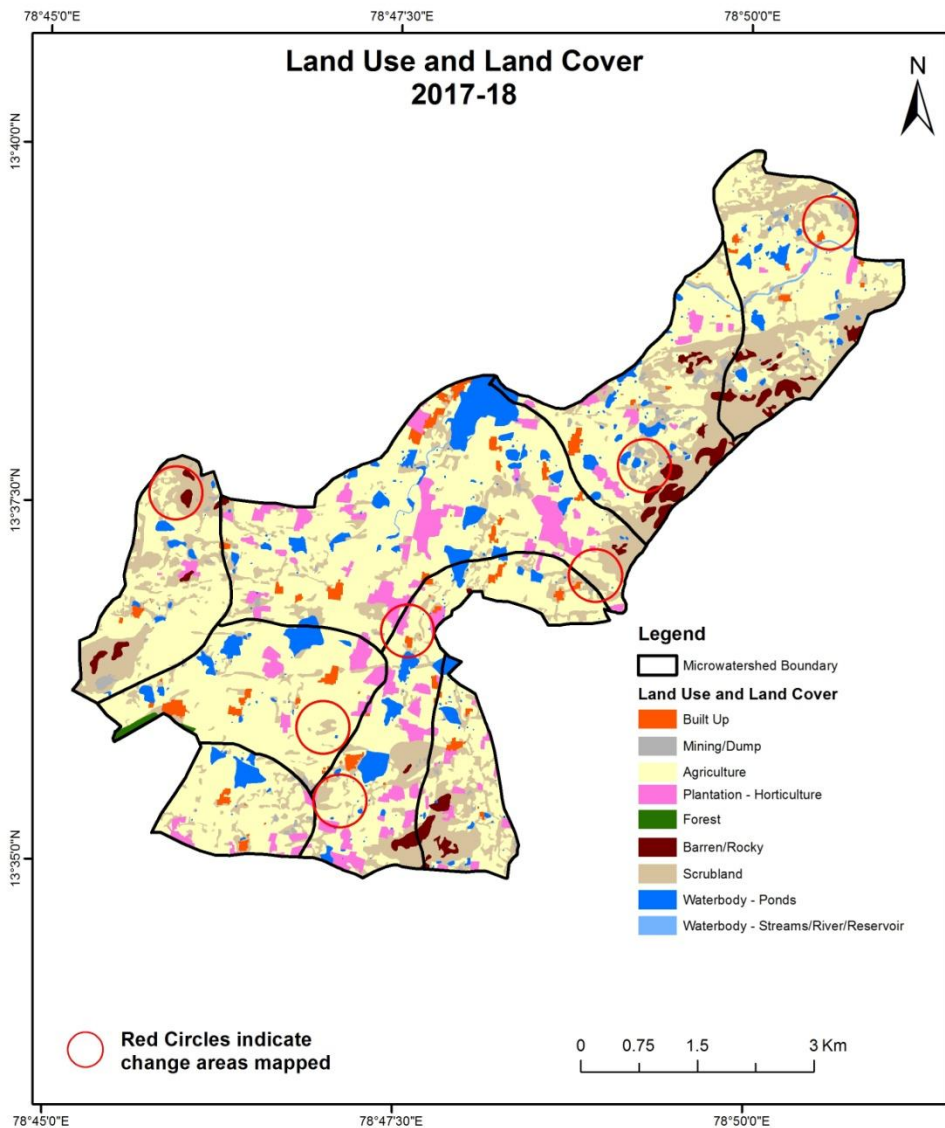 78°45'0"E 78°47'30"E 78°50'0"E
Land Use and Land Cover
2017-18
N
13°40'0"N
13°37'30"N
13°35'0"N
Legend
Microwatershed Boundary
Land Use and Land Cover
Built Up
Mining/Dump
Agriculture
Plantation - Horticulture
Forest
Barren/Rocky
Scrubland
Waterbody - Ponds
Waterbody - Streams/River/Reservoir
Red Circles indicate
change areas mapped
0 0.75 1.5 3 Km
78°45'0"E 78°47'30"E 78°50'0"E